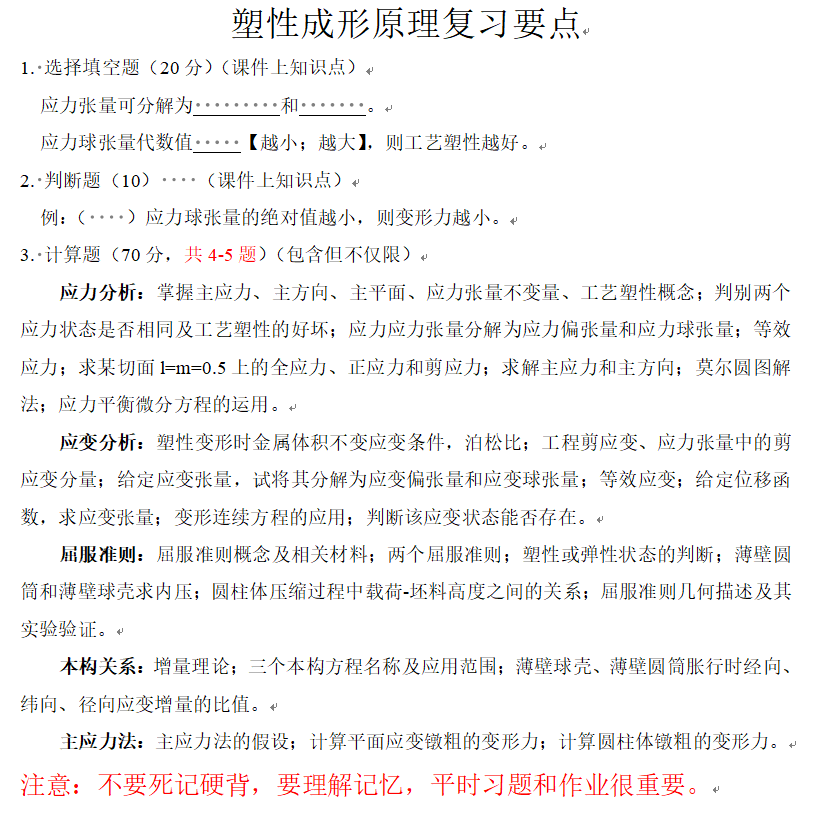 塑性成形原理复习要点
1. 选择填空题（20 分）（课件上知识点）
应力张量可分解为 和 。
应力球张量代数值 【越小；越大】，则工艺塑性越好。
2. 判断题（10） （课件上知识点）
例：（ ）应力球张量的绝对值越小，则变形力越小。
3. 计算题（70 分，共 4-5 题）（包含但不仅限）
应力分析：掌握主应力、主方向、主平面、应力张量不变量、工艺塑性概念；判别两个
应力状态是否相同及工艺塑性的好坏；应力应力张量分解为应力偏张量和应力球张量；等效
应力；求某切面 l=m=0.5 上的全应力、正应力和剪应力；求解主应力和主方向；莫尔圆图解
法；应力平衡微分方程的运用。
应变分析：塑性变形时金属体积不变应变条件，泊松比；工程剪应变、应力张量中的剪
应变分量；给定应变张量，试将其分解为应变偏张量和应变球张量；等效应变；给定位移函
数，求应变张量；变形连续方程的应用；判断该应变状态能否存在。
屈服准则：屈服准则概念及相关材料；两个屈服准则；塑性或弹性状态的判断；薄壁圆
筒和薄壁球壳求内压；圆柱体压缩过程中载荷-坯料高度之间的关系；屈服准则几何描述及其
实验验证。
本构关系：增量理论；三个本构方程名称及应用范围；薄壁球壳、薄壁圆筒胀行时经向、
纬向、径向应变增量的比值。
主应力法：主应力法的假设；计算平面应变镦粗的变形力；计算圆柱体镦粗的变形力。
注意：不要死记硬背，要理解记忆，平时习题和作业很重要。